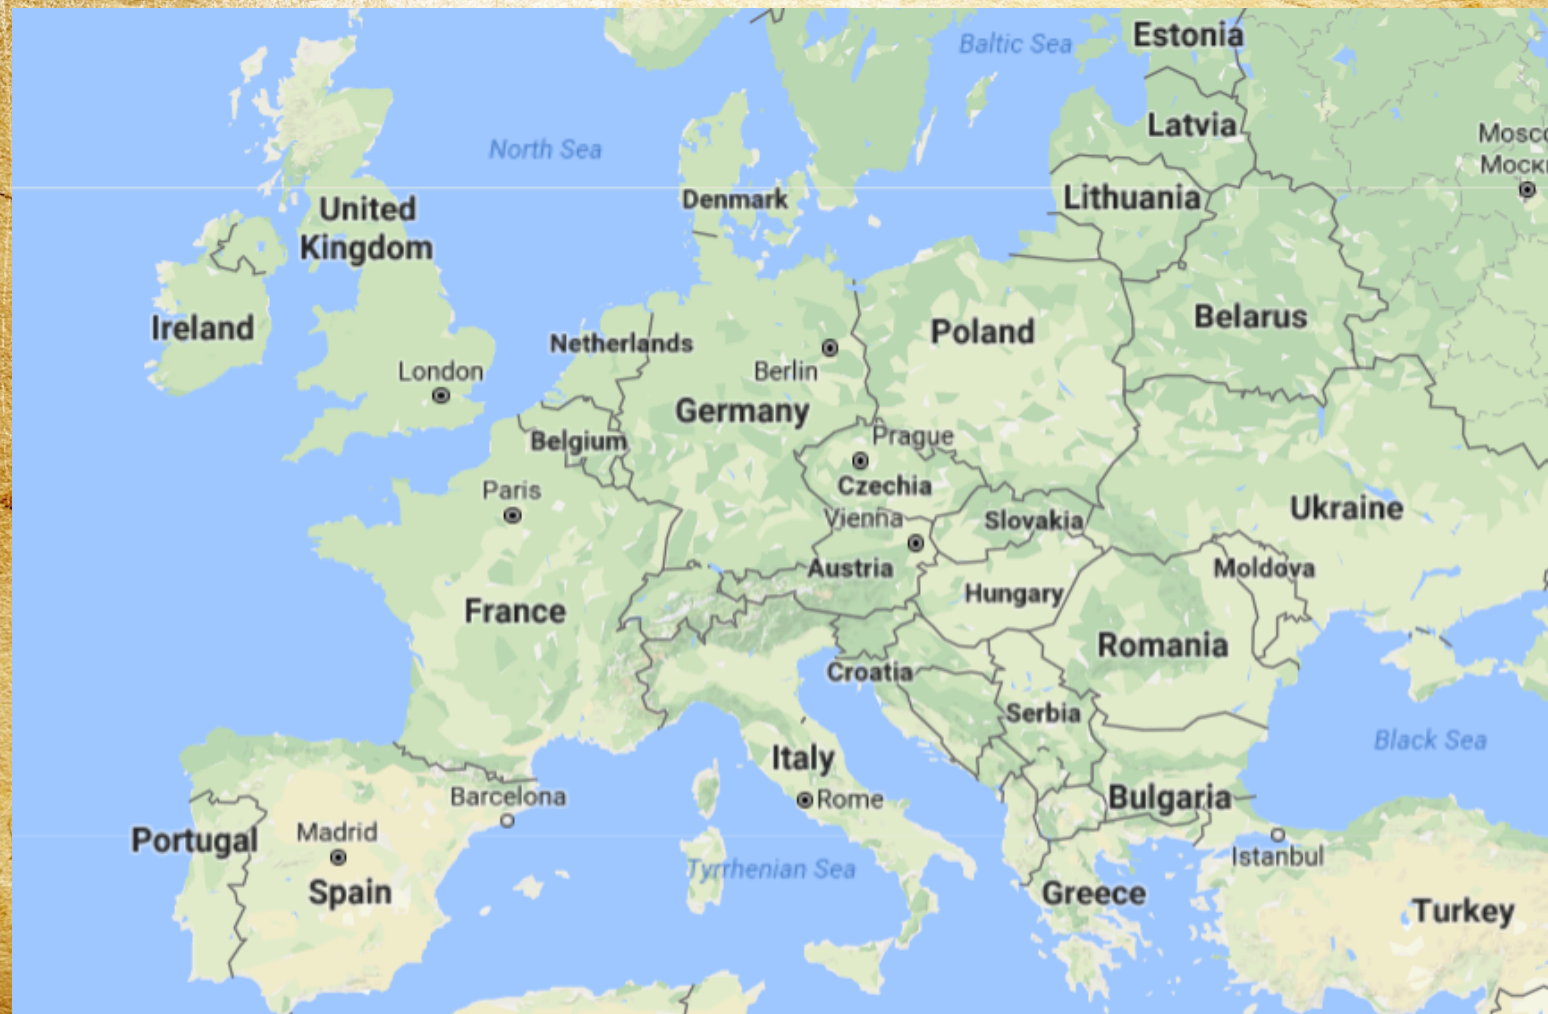 Estonia
Baltic Sea
Latvia
Mosco
Моск
North Sea
Denmark
Lithuania
United
Kingdom
Ireland
Netherlands
Poland
Belarus
London
Berlin
Germany
Belgium
Prague
Czechia
Paris
Vienna
Slovakia
Ukraine
Austria
Moldova
Hungary
France
Romania
Croatia
Serbia
Black Sea
Italy
Barcelona
Rome
Bulgaria
Portugal
Madrid
Istanbul
Tyrrhenian Sea
Spain
Greece
Turkey